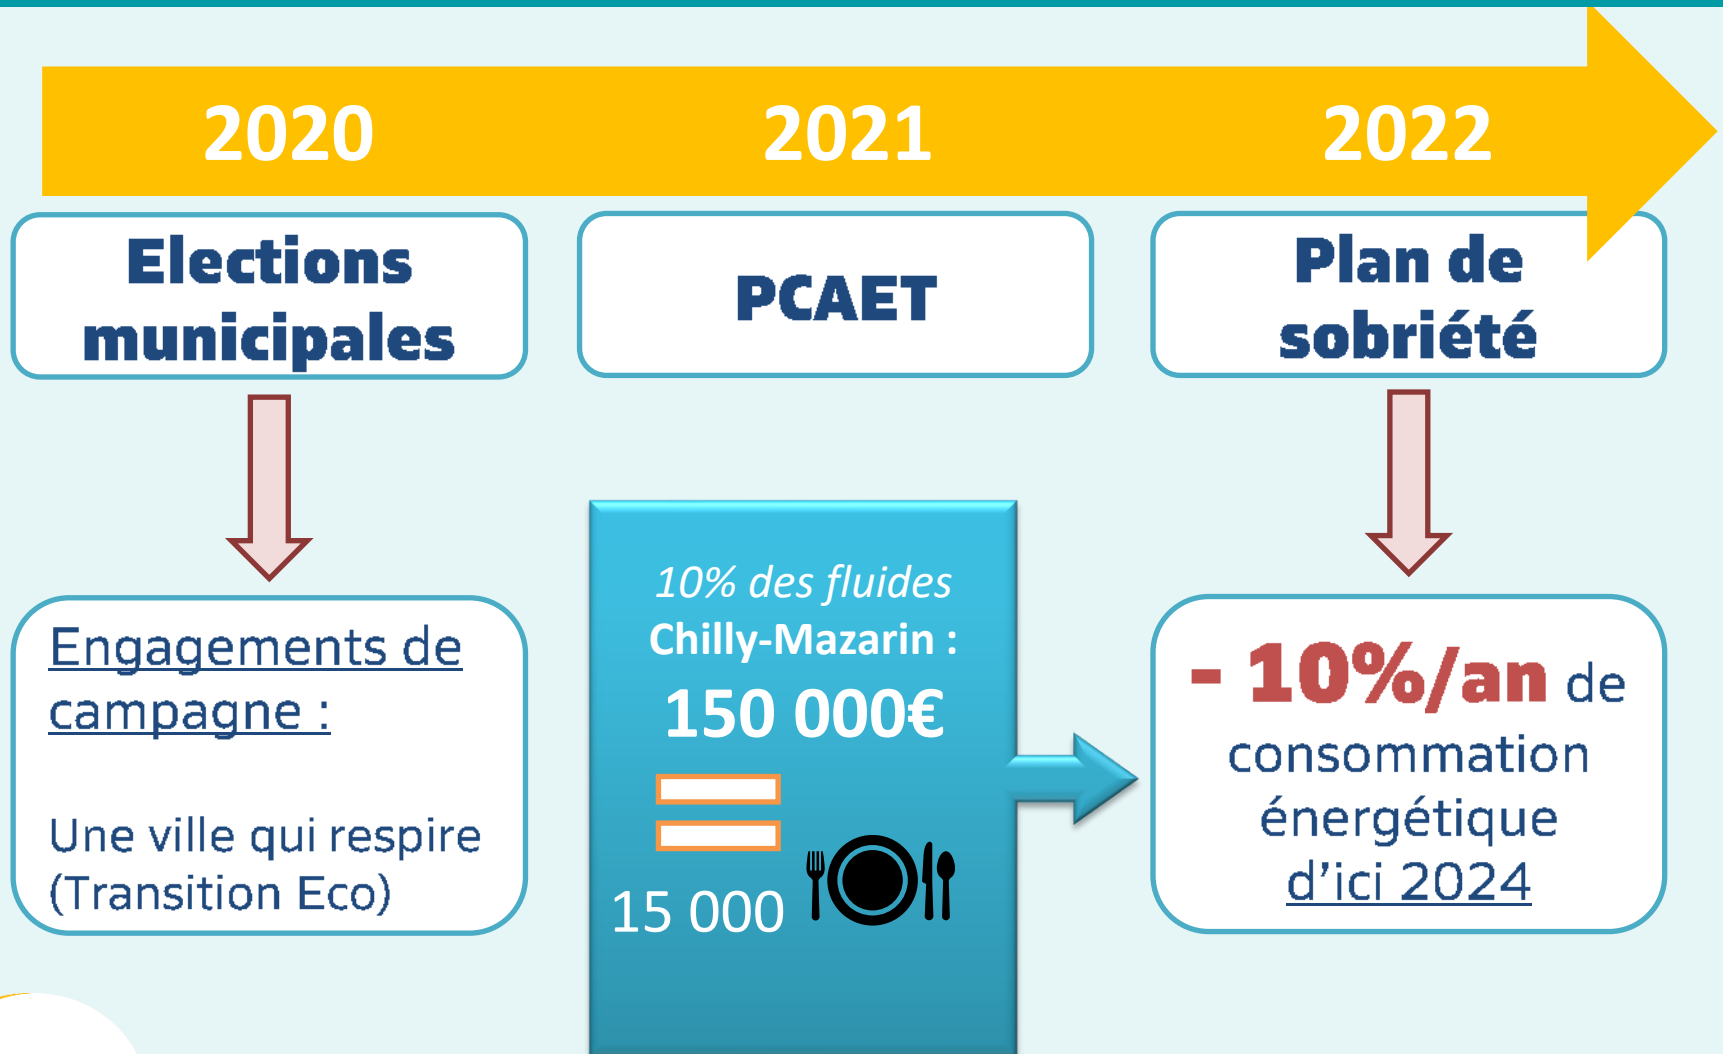 2020
2021
2022
Elections
municipales
PCAET
Plan de
sobriété
Engagements de
campagne :
Une ville qui respire
(Transition Eco)
10% des fluides
Chilly-Mazarin :
150 000€
15 000
- 10%/an de
consommation
énergétique
d'ici 2024